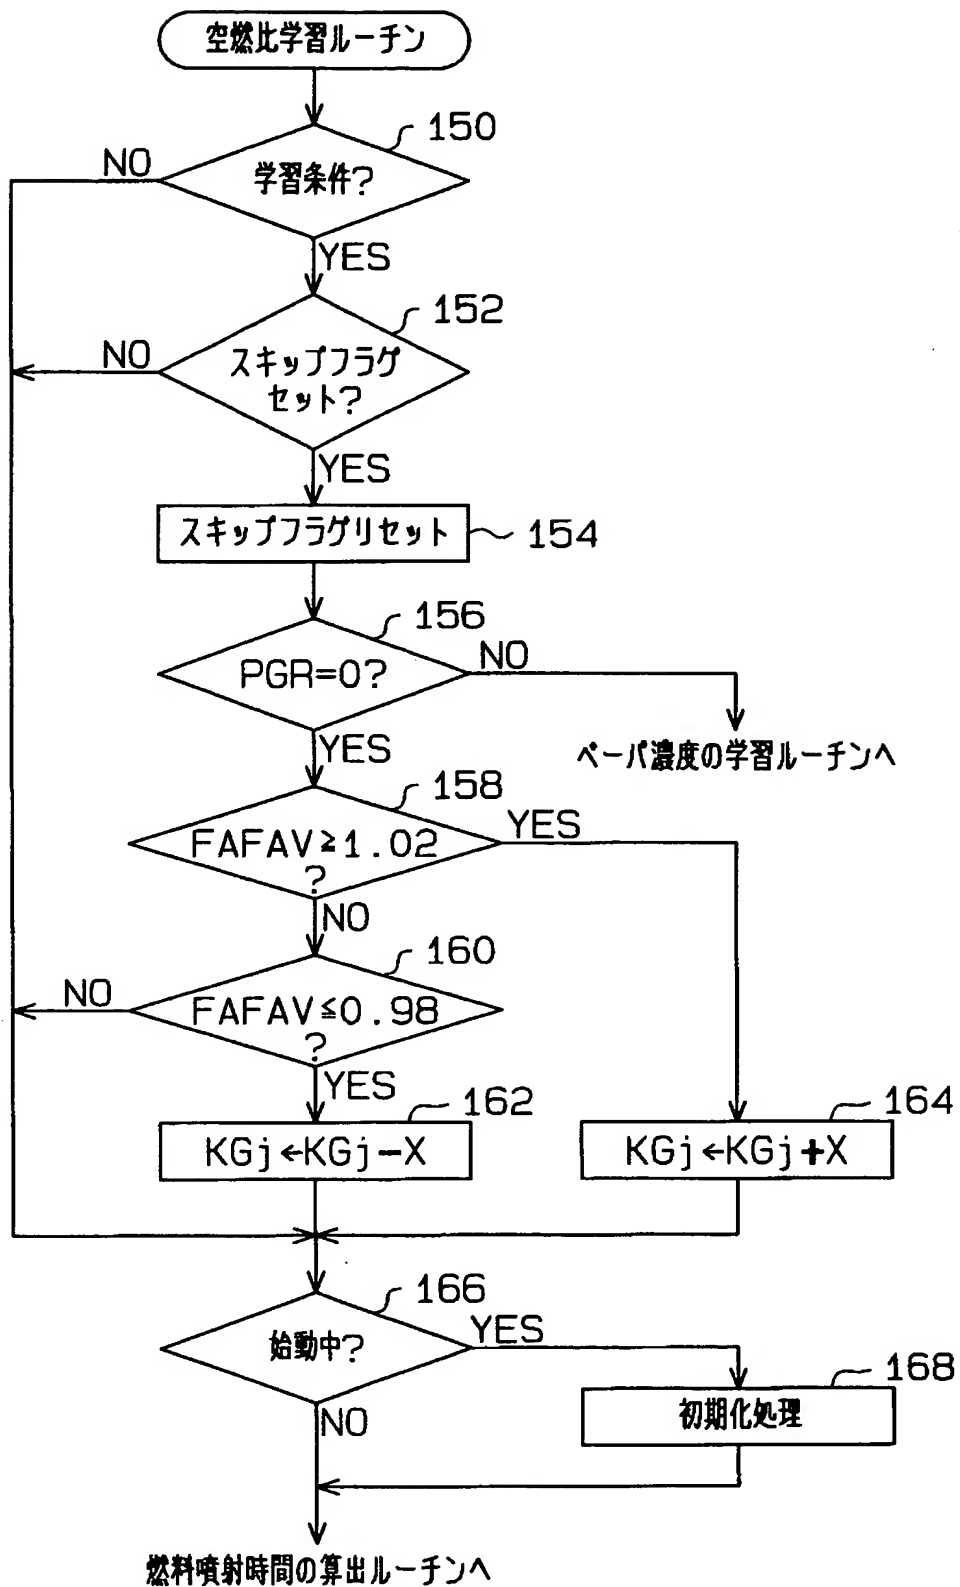 空燃比学習ルーチン
150
NO
学習条件?
YES
152
NO
スキップフラグ
セット?
YES
スキップフラグリセット
154
156
PGR=0?
NO
YES
ベーパ濃度の学習ルーチンへ
158
FAFAV≧1.02
?
YES
NO
160
NO
FAFAV≦0.98
?
YES
162
164
KGj←KGj−X
KGj←KGj+X
166
始動中?
YES
168
初期化処理
NO
燃料噴射時間の算出ルーチンへ